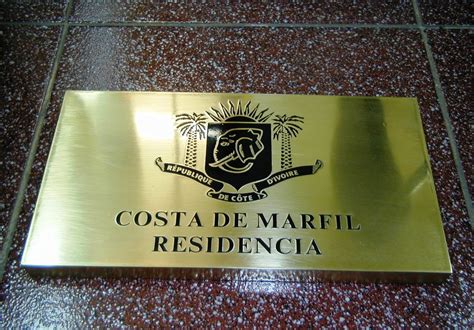 RÉPUBLIQUE DE CÔTE D'IVOIRE
COSTA DE MARFIL
RESIDENCIA